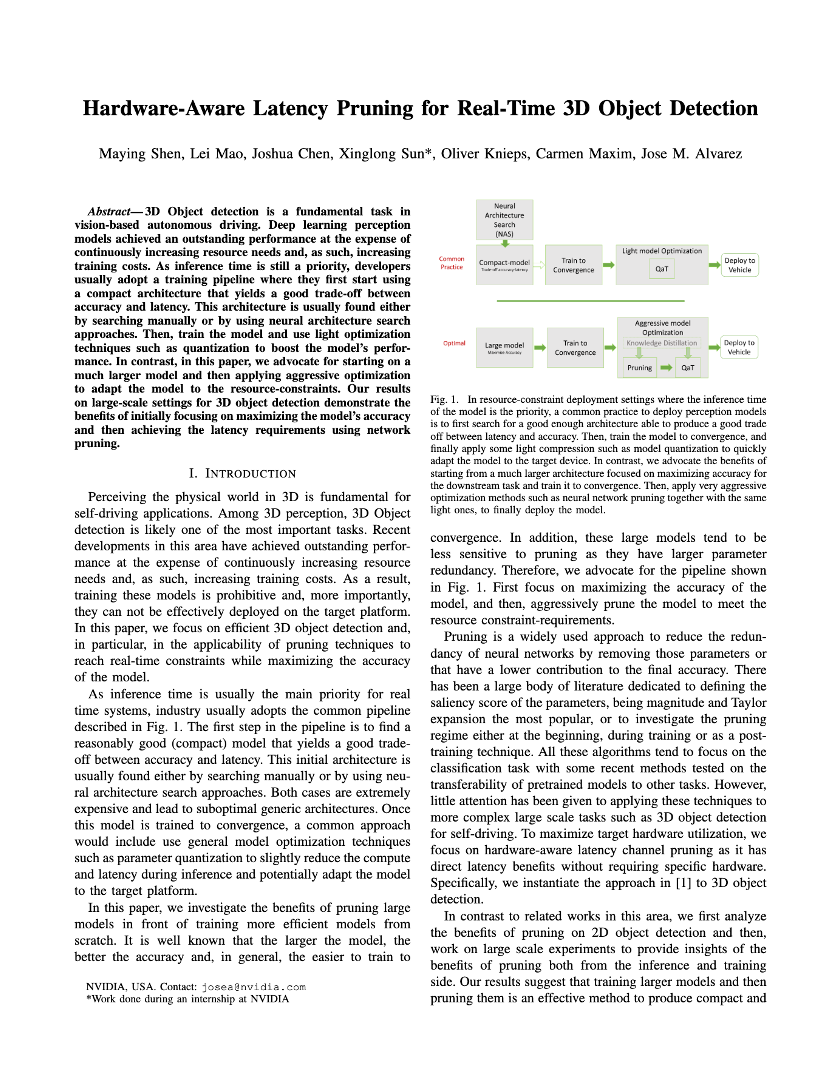 Hardware-Aware Latency Pruning for Real-Time 3D Object Detection
Maying Shen, Lei Mao, Joshua Chen, Xinglong Sun*, Oliver Knieps, Carmen Maxim, Jose M. Alvarez
Abstract— 3D Object detection is a fundamental task in
vision-based autonomous driving. Deep learning perception
models achieved an outstanding performance at the expense of
continuously increasing resource needs and, as such, increasing
training costs. As inference time is still a priority, developers
usually adopt a training pipeline where they first start using
a compact architecture that yields a good trade-off between
accuracy and latency. This architecture is usually found either
by searching manually or by using neural architecture search
approaches. Then, train the model and use light optimization
techniques such as quantization to boost the model's perfor-
mance. In contrast, in this paper, we advocate for starting on a
much larger model and then applying aggressive optimization
to adapt the model to the resource-constraints. Our results
on large-scale settings for 3D object detection demonstrate the
benefits of initially focusing on maximizing the model's accuracy
and then achieving the latency requirements using network
pruning.
I. INTRODUCTION
Perceiving the physical world in 3D is fundamental for
self-driving applications. Among 3D perception, 3D Object
detection is likely one of the most important tasks. Recent
developments in this area have achieved outstanding perfor-
mance at the expense of continuously increasing resource
needs and, as such, increasing training costs. As a result,
training these models is prohibitive and, more importantly,
they can not be effectively deployed on the target platform.
In this paper, we focus on efficient 3D object detection and,
in particular, in the applicability of pruning techniques to
reach real-time constraints while maximizing the accuracy
of the model.
As inference time is usually the main priority for real
time systems, industry usually adopts the common pipeline
described in Fig. 1. The first step in the pipeline is to find a
reasonably good (compact) model that yields a good trade-
off between accuracy and latency. This initial architecture is
usually found either by searching manually or by using neu-
ral architecture search approaches. Both cases are extremely
expensive and lead to suboptimal generic architectures. Once
this model is trained to convergence, a common approach
would include use general model optimization techniques
such as parameter quantization to slightly reduce the compute
and latency during inference and potentially adapt the model
to the target platform.
In this paper, we investigate the benefits of pruning large
models in front of training more efficient models from
scratch. It is well known that the larger the model, the
better the accuracy and, in general, the easier to train to
NVIDIA, USA. Contact: josea@nvidia.com
*Work done during an internship at NVIDIA
Neural
Architecture
Search
(NAS)
Common
Practice
Compact-model
Trade-off accuracy latency
Train to
Convergence
Light model Optimization
QaT
Deploy to
Vehicle
Optimal
Large model
Maximize Accuracy
Train to
Convergence
Aggressive model
Optimization
Knowledge Distillation
Pruning
QaT
Deploy to
Vehicle
Fig. 1. In resource-constraint deployment settings where the inference time
of the model is the priority, a common practice to deploy perception models
is to first search for a good enough architecture able to produce a good trade
off between latency and accuracy. Then, train the model to convergence, and
finally apply some light compression such as model quantization to quickly
adapt the model to the target device. In contrast, we advocate the benefits of
starting from a much larger architecture focused on maximizing accuracy for
the downstream task and train it to convergence. Then, apply very aggressive
optimization methods such as neural network pruning together with the same
light ones, to finally deploy the model.
convergence. In addition, these large models tend to be
less sensitive to pruning as they have larger parameter
redundancy. Therefore, we advocate for the pipeline shown
in Fig. 1. First focus on maximizing the accuracy of the
model, and then, aggressively prune the model to meet the
resource constraint-requirements.
Pruning is a widely used approach to reduce the redun-
dancy of neural networks by removing those parameters or
that have a lower contribution to the final accuracy. There
has been a large body of literature dedicated to defining the
saliency score of the parameters, being magnitude and Taylor
expansion the most popular, or to investigate the pruning
regime either at the beginning, during training or as a post-
training technique. All these algorithms tend to focus on the
classification task with some recent methods tested on the
transferability of pretrained models to other tasks. However,
little attention has been given to applying these techniques to
more complex large scale tasks such as 3D object detection
for self-driving. To maximize target hardware utilization, we
focus on hardware-aware latency channel pruning as it has
direct latency benefits without requiring specific hardware.
Specifically, we instantiate the approach in [1] to 3D object
detection.
In contrast to related works in this area, we first analyze
the benefits of pruning on 2D object detection and then,
work on large scale experiments to provide insights of the
benefits of pruning both from the inference and training
side. Our results suggest that training larger models and then
pruning them is an effective method to produce compact and